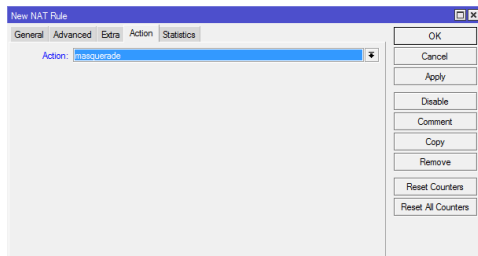 New NAT Rule
General Advanced Extra Action Statistics
Action: masquerade
OK
Cancel
Apply
Disable
Comment
Copy
Remove
Reset Counters
Reset All Counters